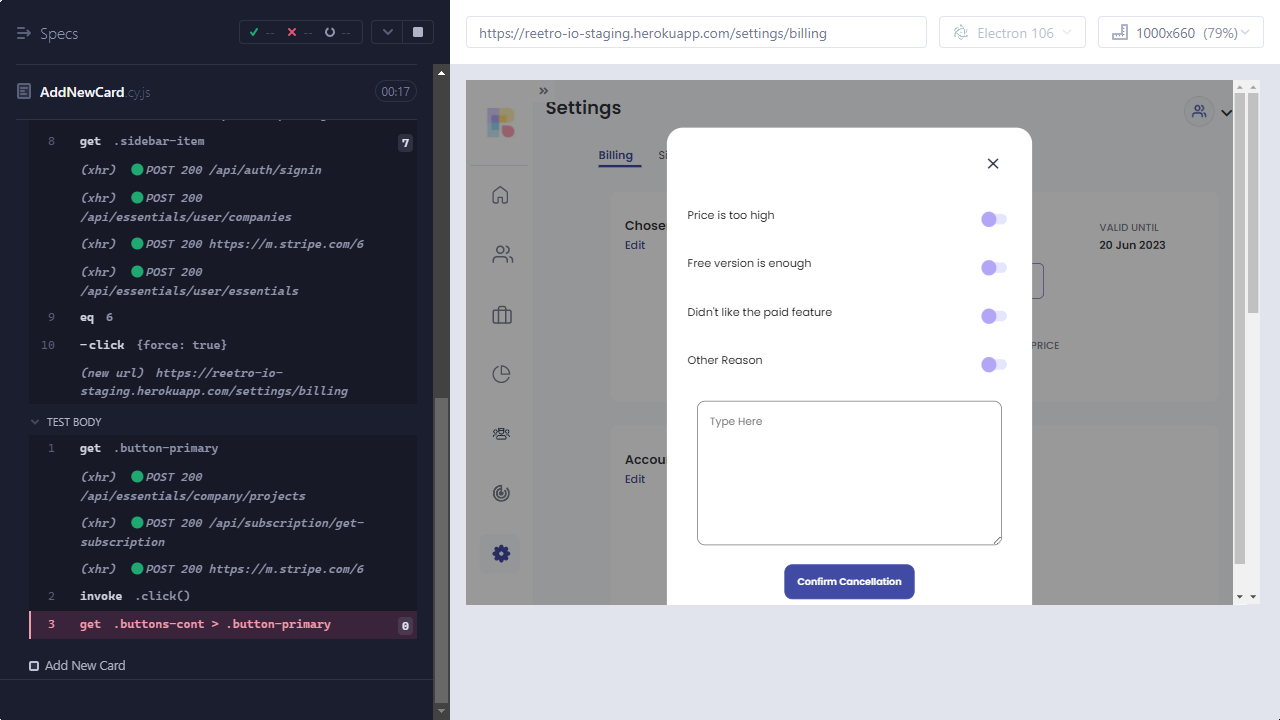 Specs
-- -- --
https://reetro-io-staging.herokuapp.com/settings/billing
Electron 106
1000x660 (79%)
AddNewCard.cy.js
00:17
8 get .sidebar-item 7
(xhr) POST 200 /api/auth/signin
(xhr) POST 200
/api/essentials/user/companies
(xhr) POST 200 https://m.stripe.com/6
(xhr) POST 200
/api/essentials/user/essentials
9 eq 6
10 -click {force: true}
(new url) https://reetro-io-
staging.herokuapp.com/settings/billing
TEST BODY
1 get .button-primary
(xhr) POST 200
/api/essentials/company/projects
(xhr) POST 200 /api/subscription/get-
subscription
(xhr) POST 200 https://m.stripe.com/6
2 invoke .click()
3 get .buttons-cont > .button-primary 0
Add New Card
»
Settings
Billing Si
Chose
Edit
VALID UNTIL
20 Jun 2023
PRICE
Accou
Edit
Price is too high
Free version is enough
Didn't like the paid feature
Other Reason
Type Here
Confirm Cancellation